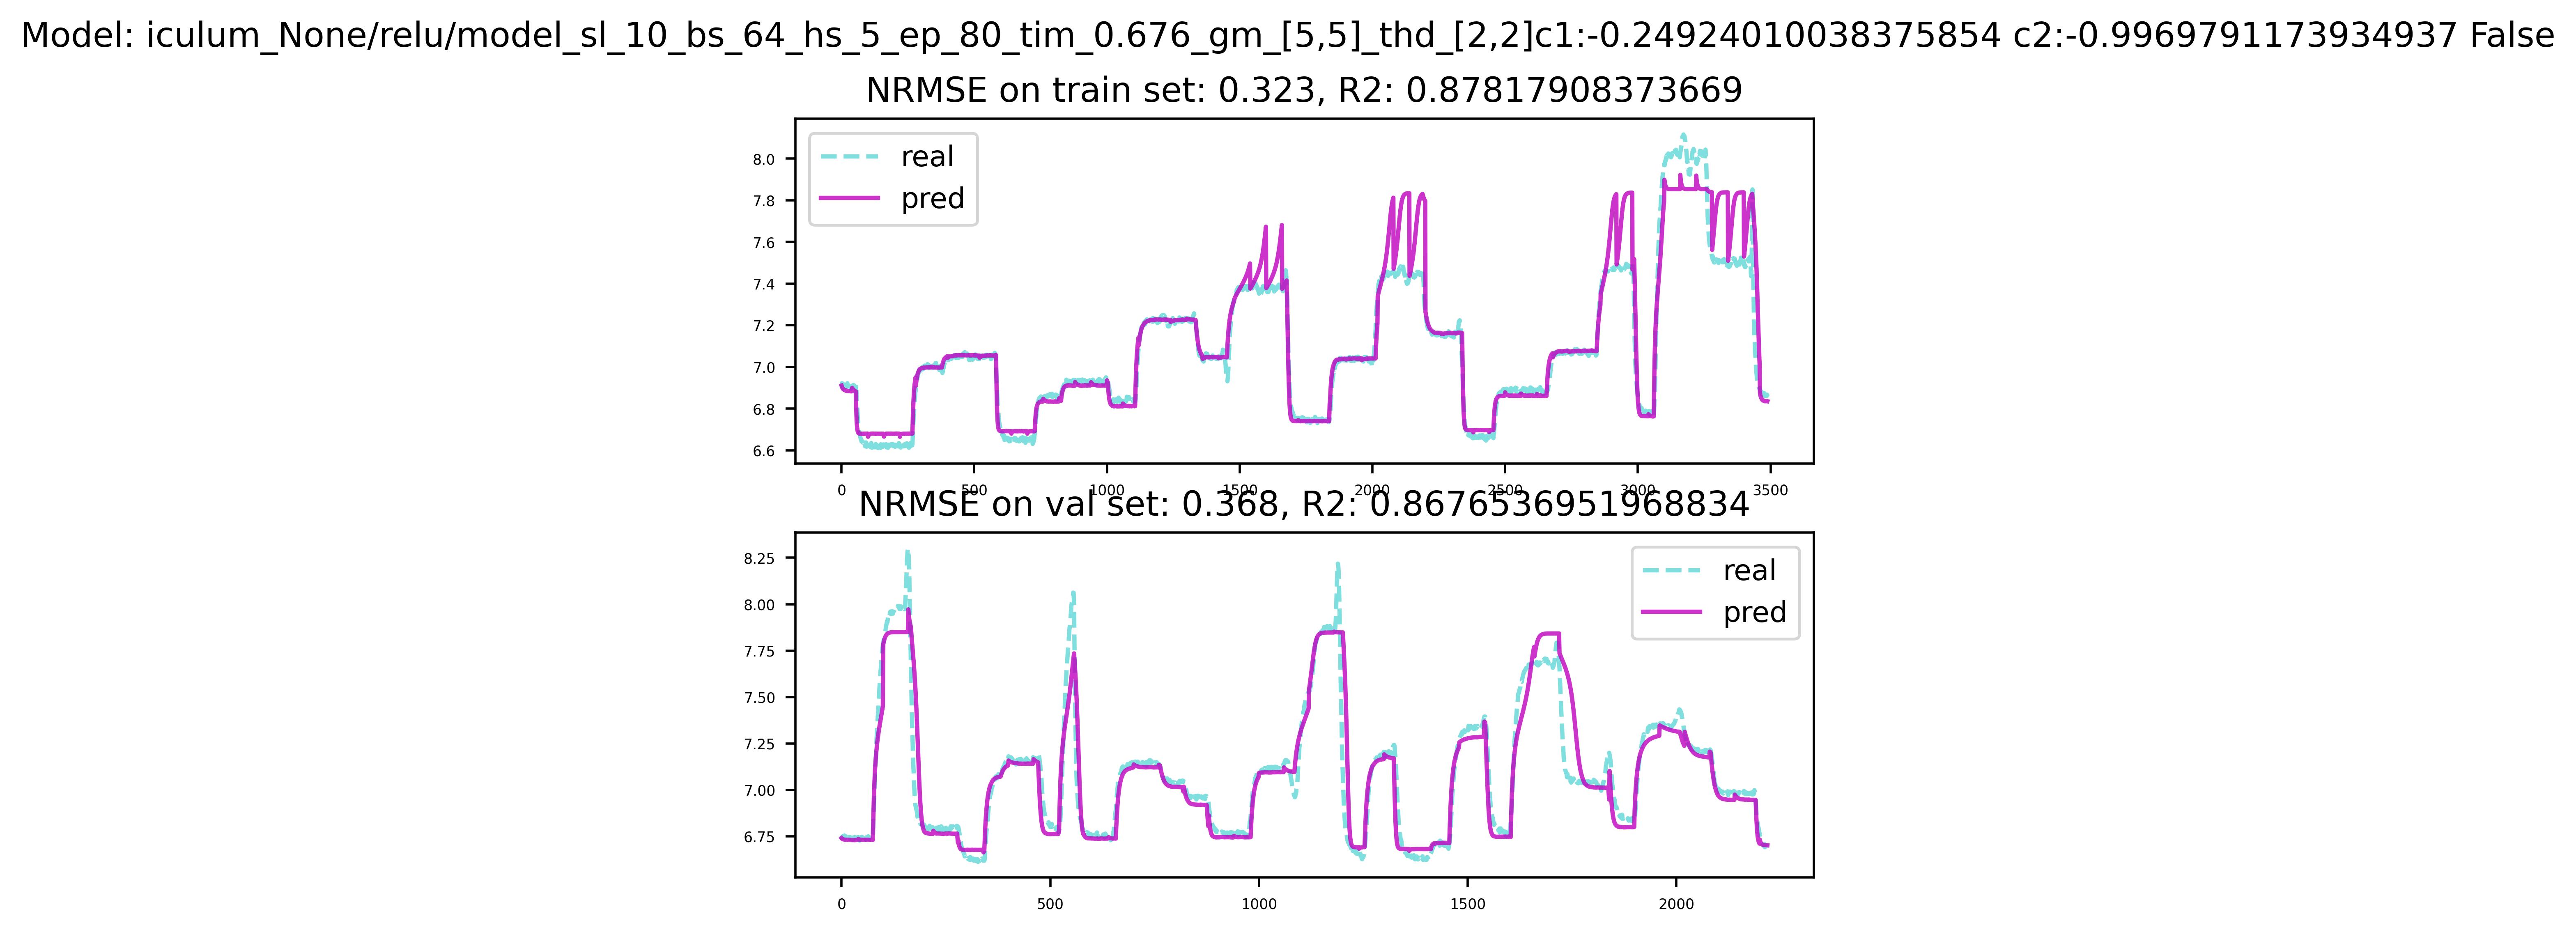 Model: iculum_None/relu/model_sl_10_bs_64_hs_5_ep_80_tim_0.676_gm_[5,5]_thd_[2,2]c1:-0.24924010038375854 c2:-0.9969791173934937 False
NRMSE on train set: 0.323, R2: 0.87817908373669
real
pred
8.0
7.8
7.6
7.4
7.2
7.0
6.8
6.6
0 500 1000 1500 2000 2500 3000 3500
NRMSE on val set: 0.368, R2: 0.8676536951968834
real
pred
8.25
8.00
7.75
7.50
7.25
7.00
6.75
0 500 1000 1500 2000